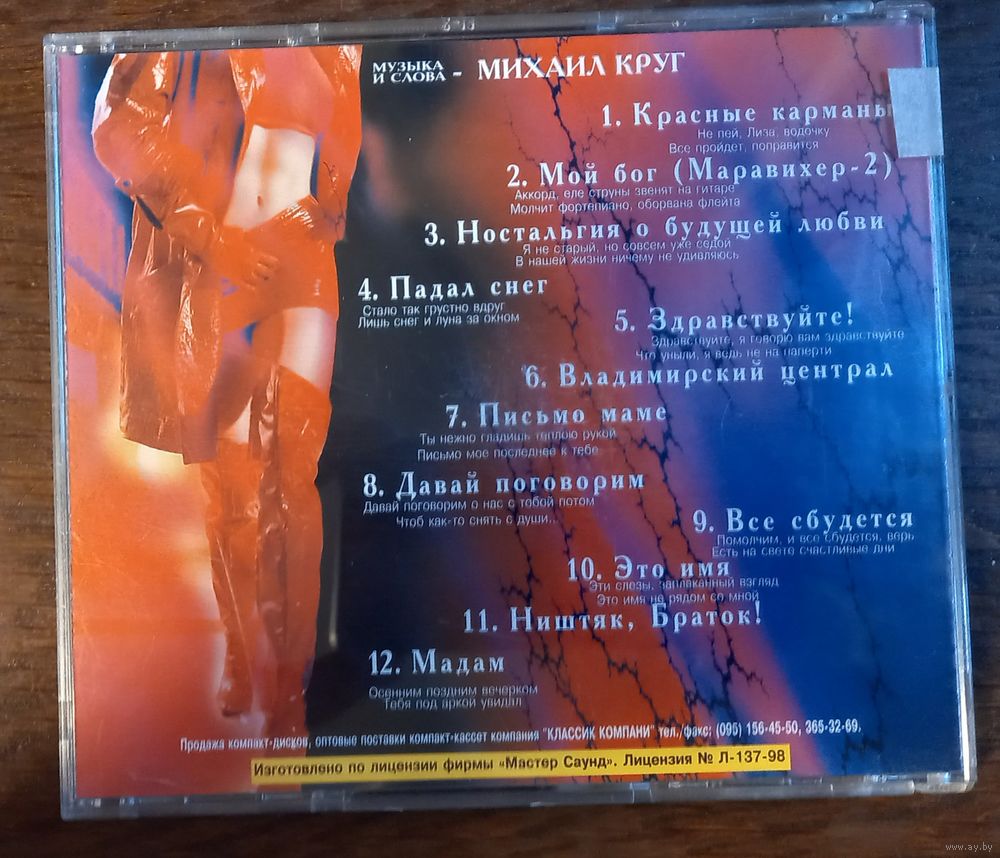 МУЗЫКА
И СЛОВА - МИХАИЛ КРУГ
1. Красные карманы
Не пей, Лиза, водочку
Все пройдет, поправится
2. Мой бог (Маравихер-2)
Аккорд, еле струны звенят на гитаре
Молчит фортепиано, оборвана флейта
3. Ностальгия о будущей любви
Я не старый, но совсем уже седой
В нашей жизни ничему не удивляюсь
4. Падал снег
Стало так грустно вдруг
Лишь снег и луна за окном
5. Здравствуйте!
Здравствуйте, я говорю вам здравствуйте
Что уныли, я ведь не на паперти
6. Владимирский централ
7. Письмо маме
Ты нежно гладишь теплою рукой
Письмо мое последнее к тебе
8. Давай поговорим
Давай поговорим о нас с тобой потом
Чтоб как-то снять с души...
9. Все сбудется
Помолчим, и все сбудется, верь
Есть на свете счастливые дни
10. Это имя
Эти слезы, заплаканный взгляд
Это имя не рядом со мной
11. Ништяк, Браток!
12. Мадам
Осенним поздним вечерком
Тебя под аркой увидал
Продажа компакт-дисков, оптовые поставки компакт-кассет компания "КЛАССИК КОМПАНИ" тел./факс: (095) 156-45-50, 365-32-69.
Изготовлено по лицензии фирмы «Мастер Саунд». Лицензия № Л-137-98
www.ay.by